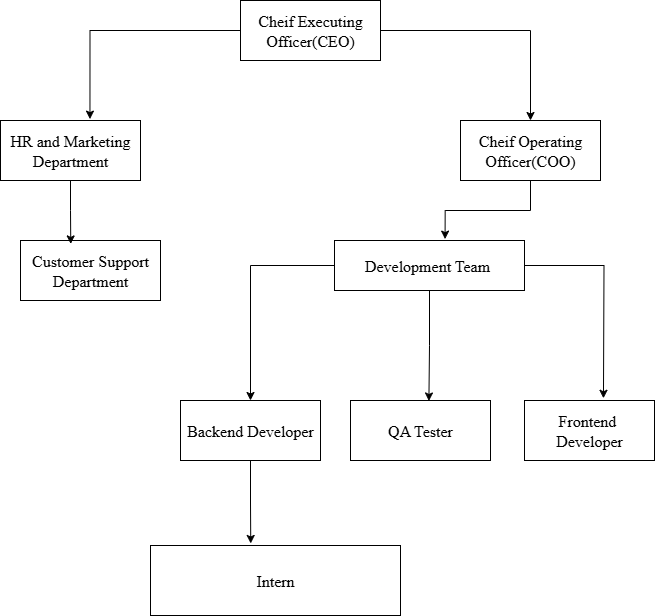 Cheif Executing
Officer(CEO)
HR and Marketing
Department
Cheif Operating
Officer(COO)
Customer Support
Department
Development Team
Backend Developer
QA Tester
Frontend
Developer
Intern